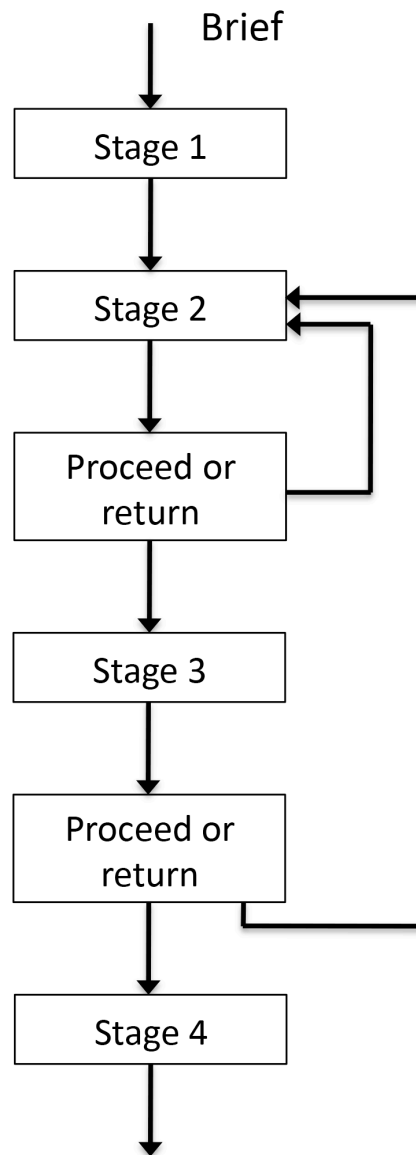 Brief
Stage 1
Stage 2
Proceed or
return
Stage 3
Proceed or
return
Stage 4